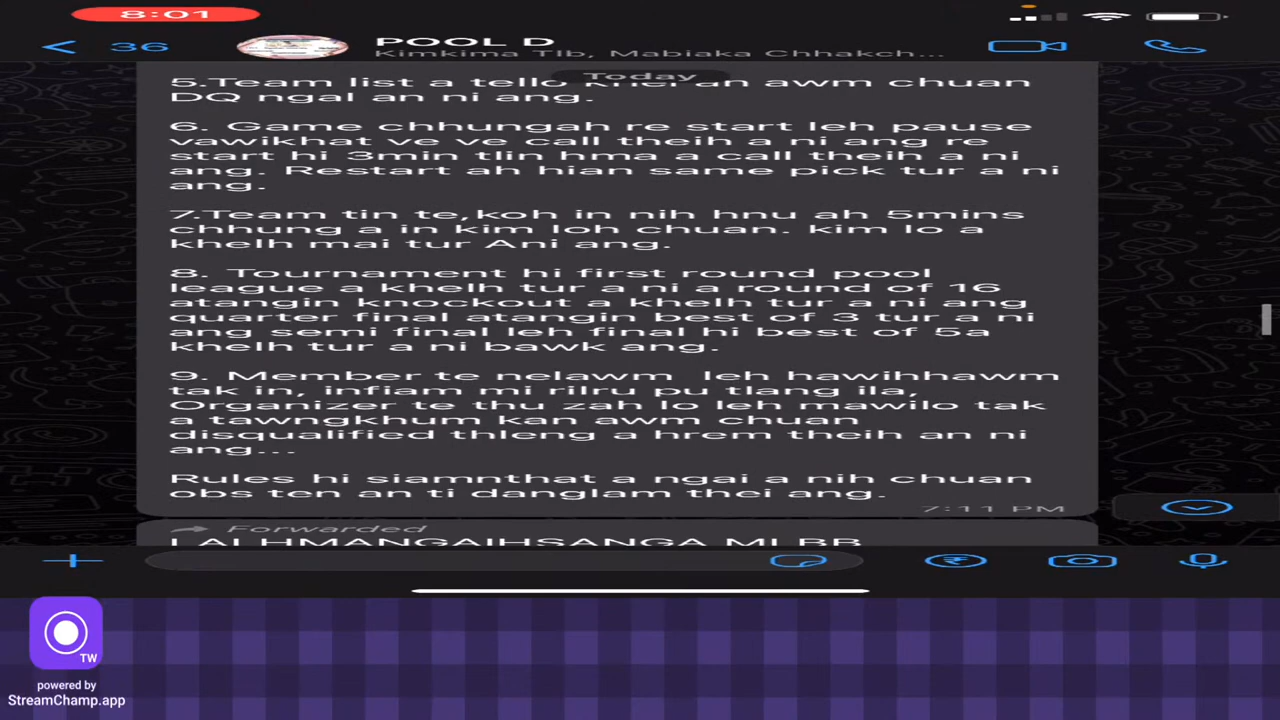 8:01
36
POOL D
Kimkima Tlb, Mabiaka Chhakch...
Today
5.Team list a awm chuan
DQ ngal an ni ang.
6. Game chhungah re start leh pause
vawikhat ve ve call theih a ni ang re
start hi 3min tlin hma a call theih a ni
ang. Restart ah hian same pick tur a ni
ang.
7.Team tin te,koh in nih hnu ah 5mins
chhung a in kim loh chuan. kim lo a
khelh mai tur Ani ang.
8. Tournament hi first round pool
league a khelh tur a ni a round of 16
atangin knockout a khelh tur a ni ang
quarter final atangin best of 3 tur a ni
ang semi final leh final hi best of 5a
khelh tur a ni bawk ang.
9. Member te nelawm leh hawihhawm
tak in, infiam mi rilru pu tlang ila,
Organizer te thu zah lo leh mawilo tak
a tawngkhum kan awm chuan
disqualified thleng a hrem theih an ni
ang...
Rules hi siamnthat a ngai a nih chuan
obs ten an ti danglam thei ang.
7:11 PM
Forwarded
LALHMANGAIHSANGA MLBB
TW
powered by
StreamChamp.app